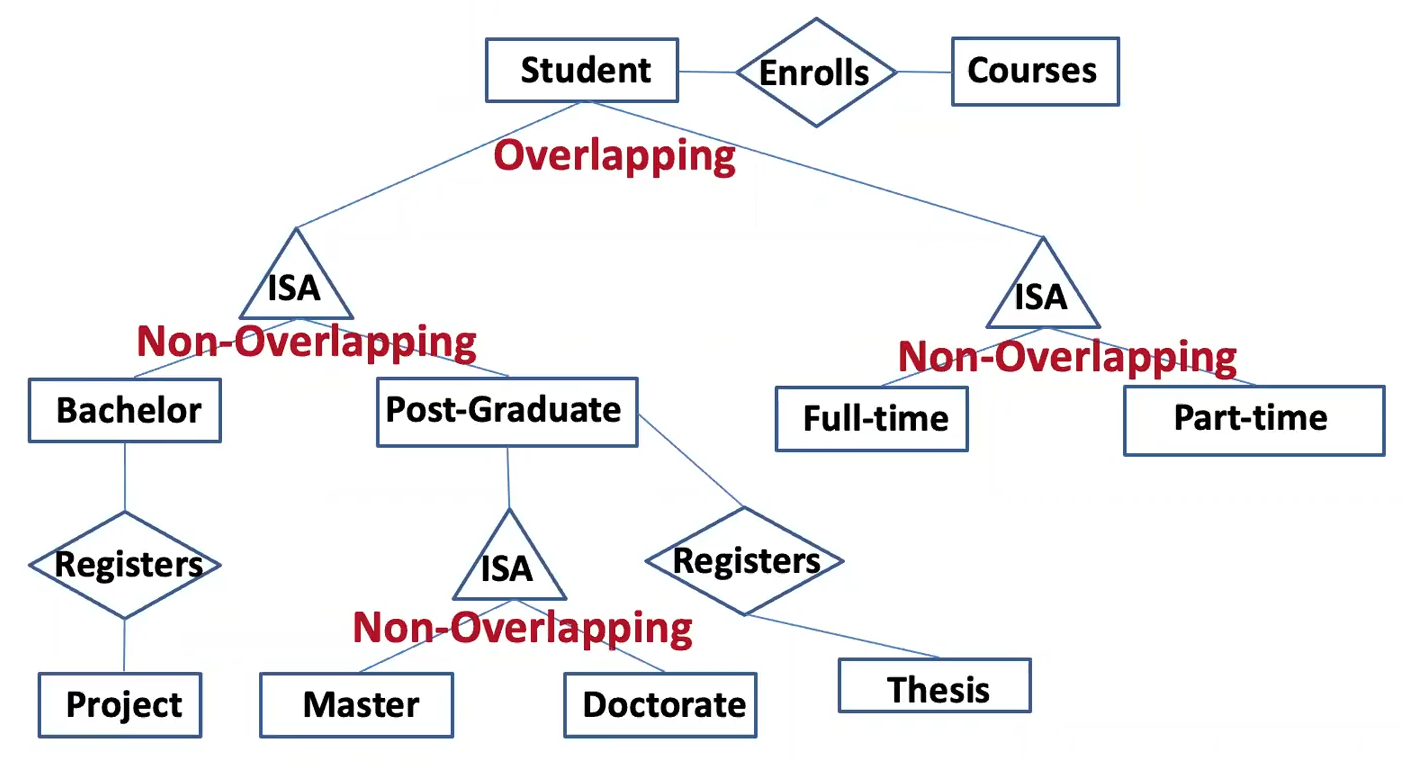 Student
Enrolls
Courses
Overlapping
ISA
ISA
Non-Overlapping
Non-Overlapping
Bachelor
Post-Graduate
Full-time
Part-time
Registers
ISA
Registers
Non-Overlapping
Project
Master
Doctorate
Thesis